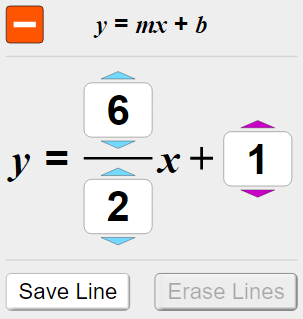 y = mx + b
y = 6/2 x + 1
Save Line
Erase Lines